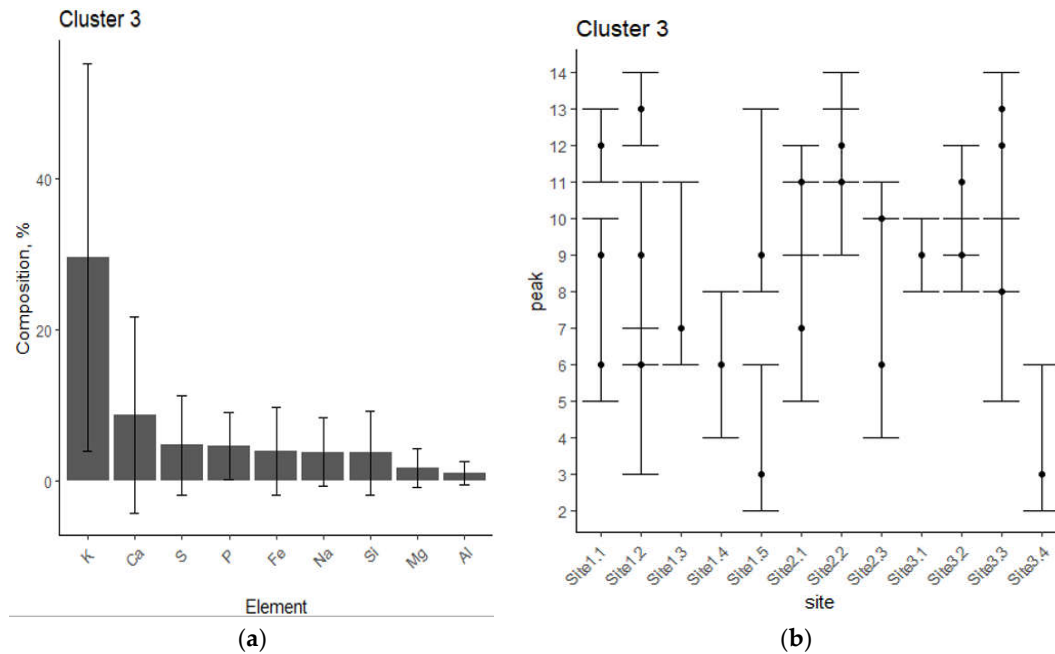 Cluster 3
Composition, %
40
20
0
K Ca S P Fe Na Si Mg Al
Element
(a)
Cluster 3
peak
14
13
12
11
10
9
8
7
6
5
4
3
2
Site1.1 Site1.2 Site1.3 Site1.4 Site1.5 Site2.1 Site2.2 Site2.3 Site3.1 Site3.2 Site3.3 Site3.4
site
(b)